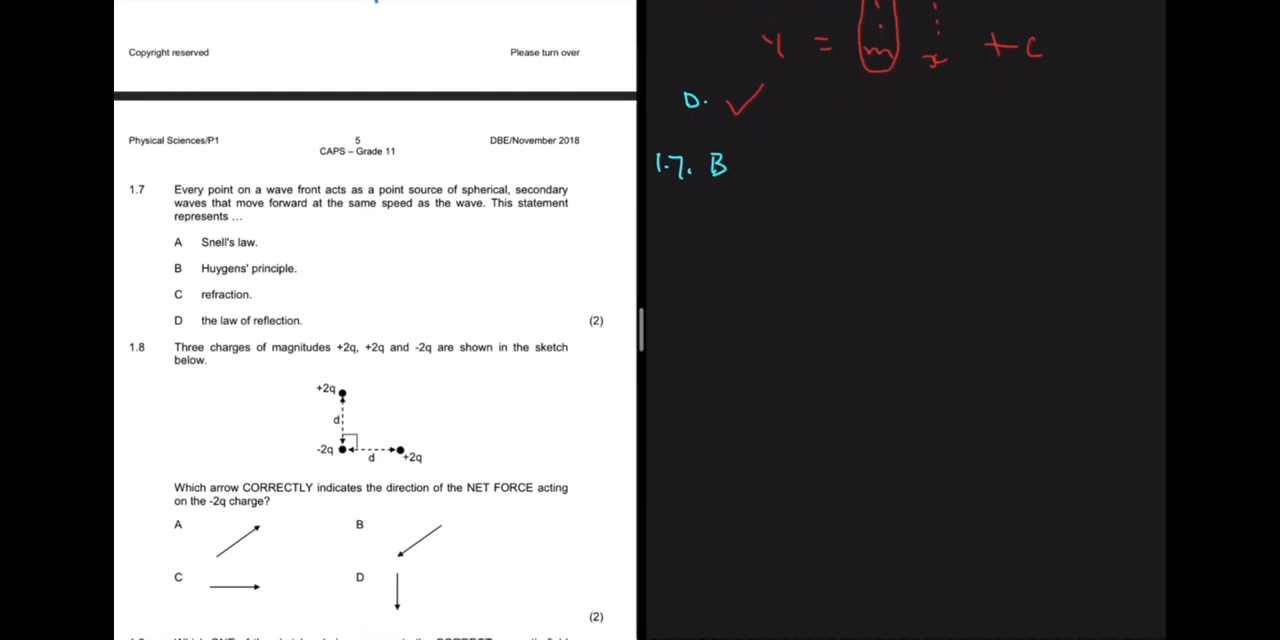 Copyright reserved Please turn over
Physical Sciences/P1 5 DBE/November 2018
CAPS – Grade 11
1.7 Every point on a wave front acts as a point source of spherical, secondary
waves that move forward at the same speed as the wave. This statement
represents …
A Snell's law.
B Huygens' principle.
C refraction.
D the law of reflection. (2)
1.8 Three charges of magnitudes +2q, +2q and -2q are shown in the sketch
below.
+2q
d
-2q
d
+2q
Which arrow CORRECTLY indicates the direction of the NET FORCE acting
on the -2q charge?
A B
C D
(2)
y = m x + c
D. ✓
1.7. B